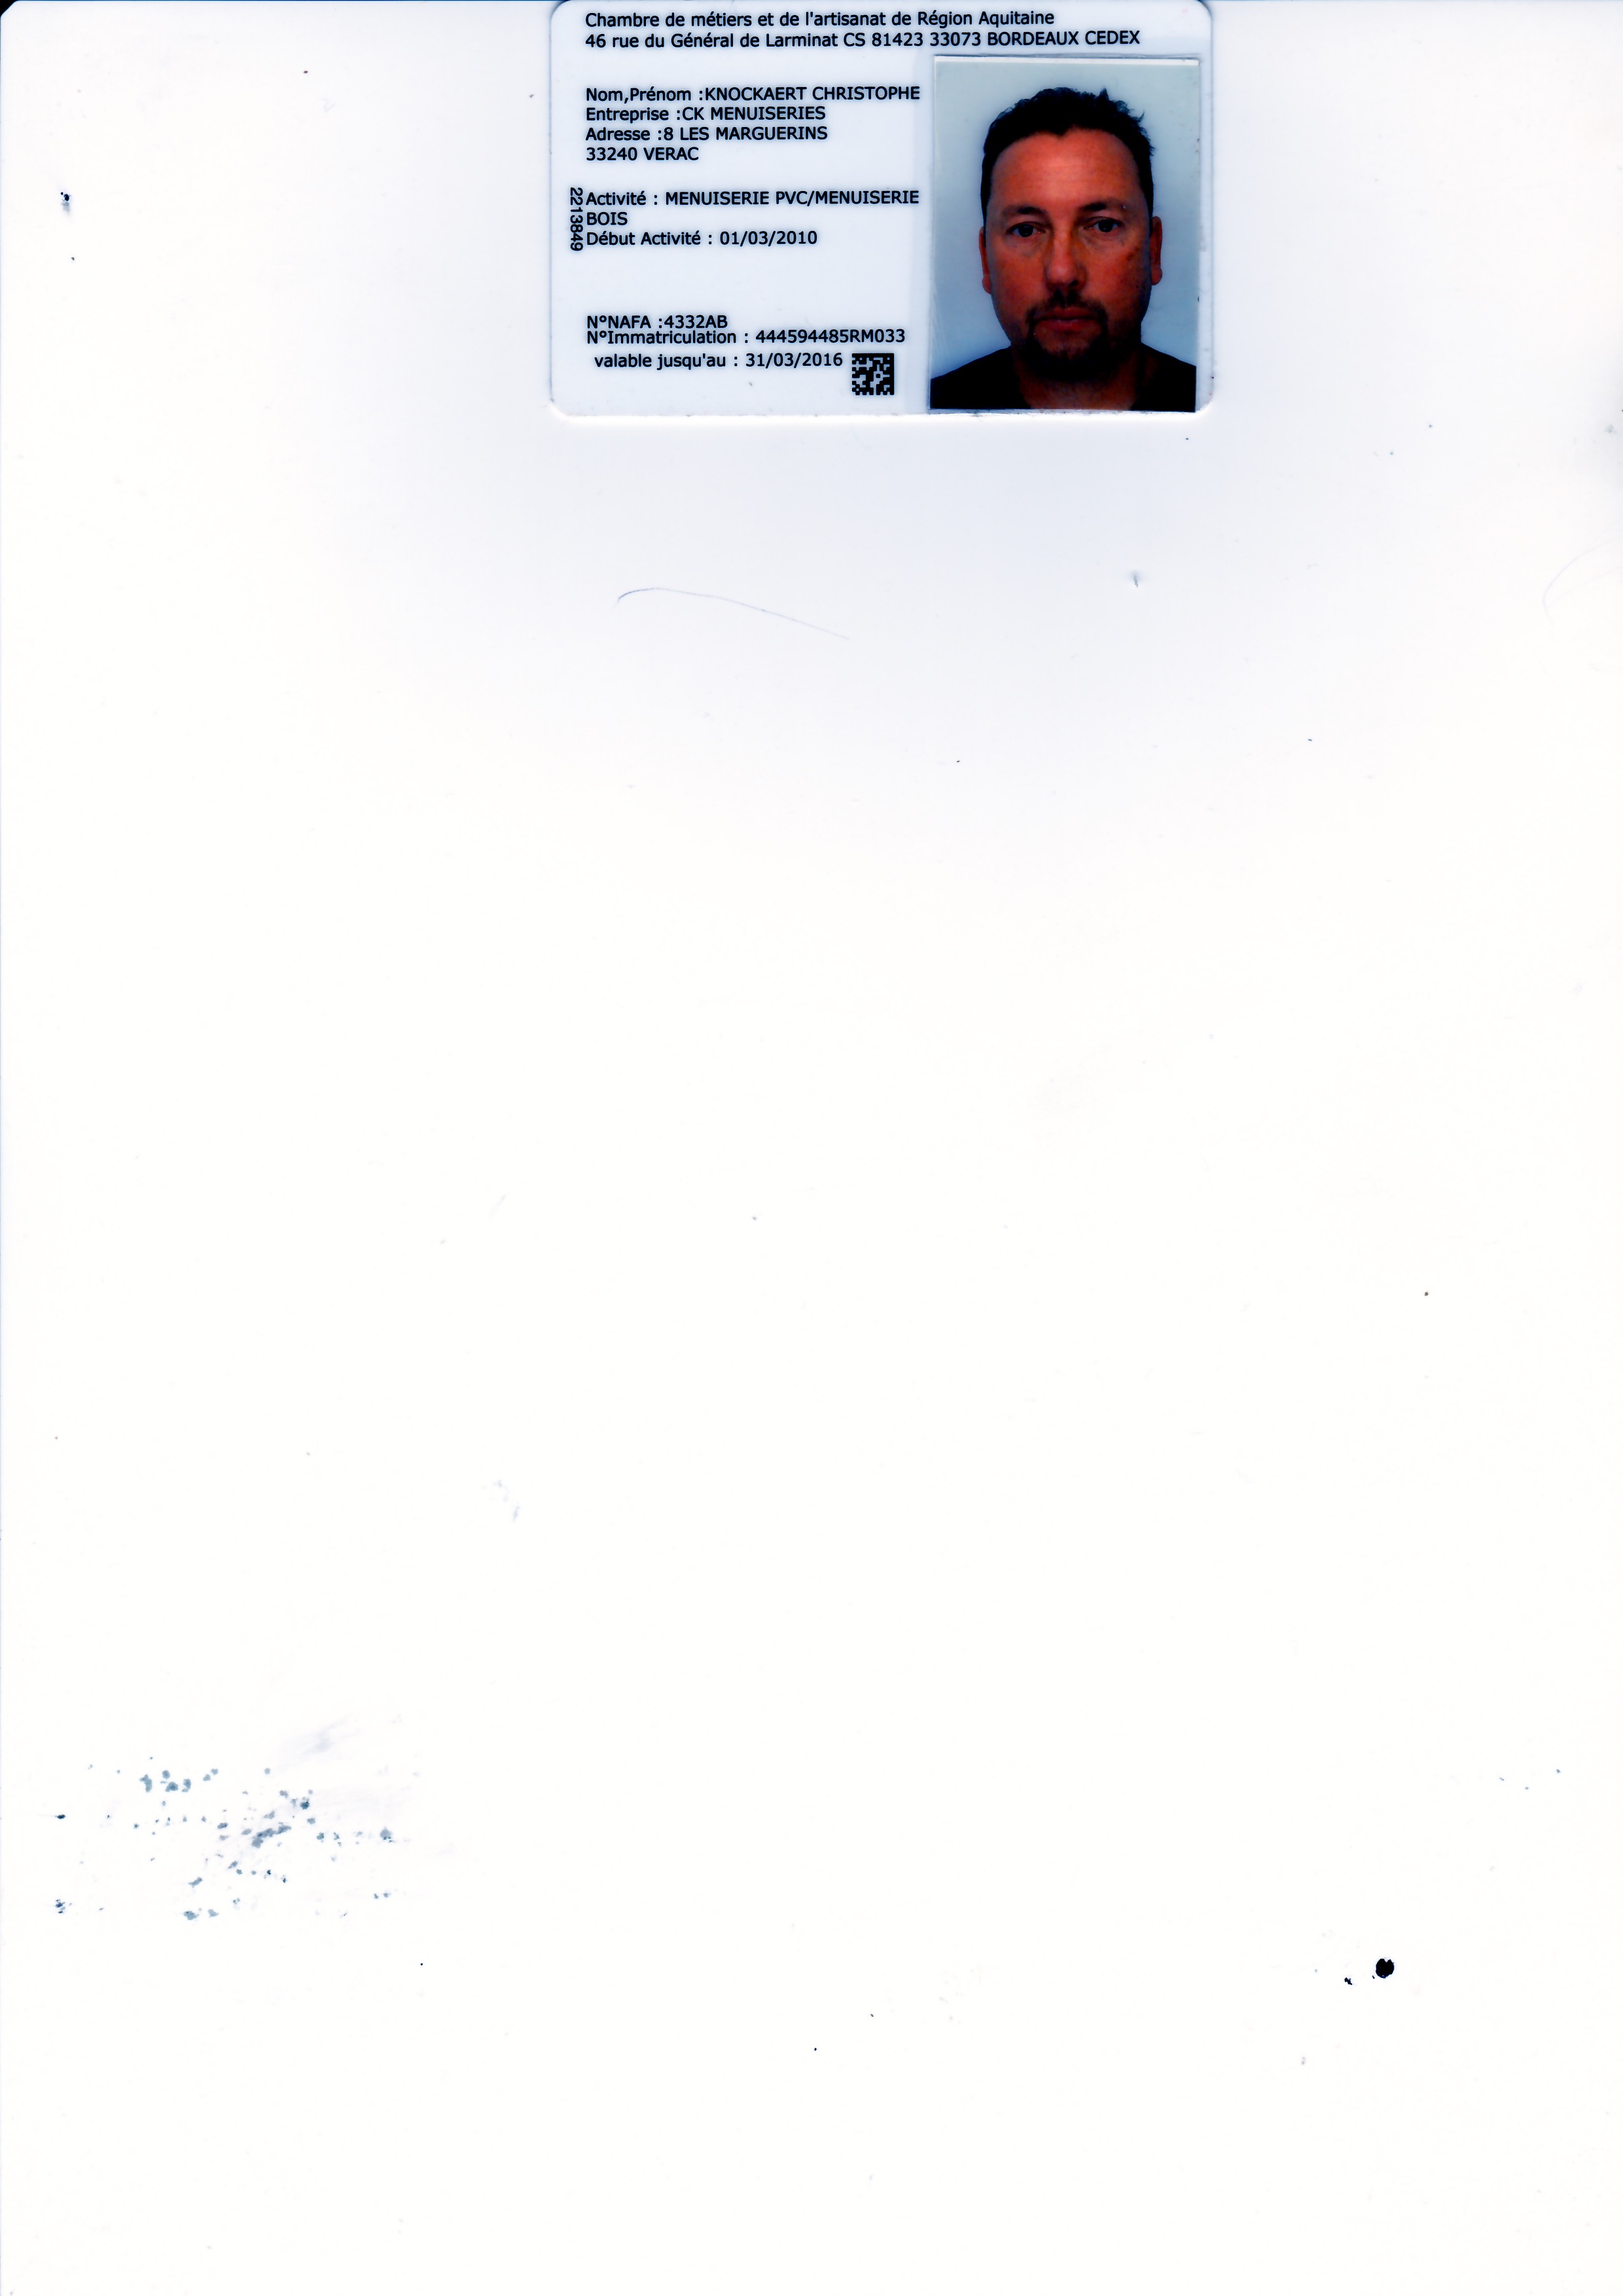 Chambre de métiers et de l'artisanat de Région Aquitaine
46 rue du Général de Larminat CS 81423 33073 BORDEAUX CEDEX
Nom,Prénom :KNOCKAERT CHRISTOPHE
Entreprise :CK MENUISERIES
Adresse :8 LES MARGUERINS
33240 VERAC
2213849
Activité : MENUISERIE PVC/MENUISERIE
BOIS
Début Activité : 01/03/2010
N°NAFA :4332AB
N°Immatriculation : 444594485RM033
valable jusqu'au : 31/03/2016